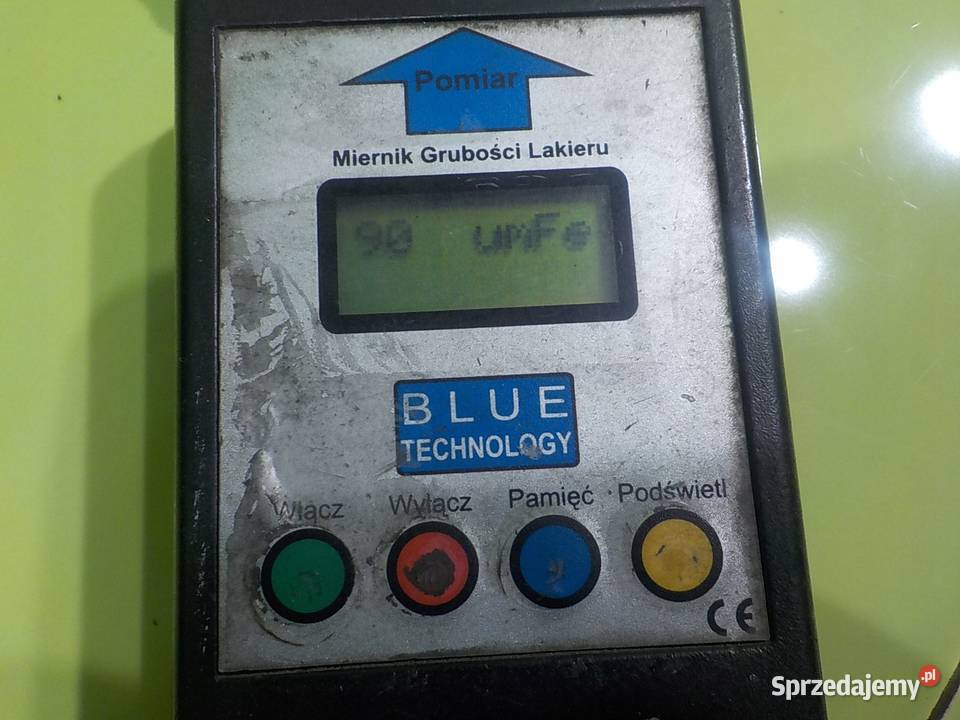 Pomiar
Miernik Grubości Lakieru
90 umFe
BLUE
TECHNOLOGY
Włącz Wyłącz Pamięć Podświetl
CE
Sprzedajemy.pl